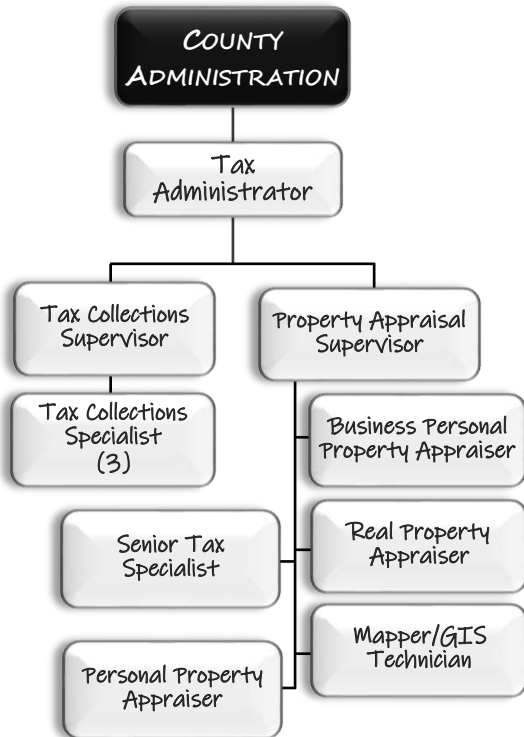 COUNTY
ADMINISTRATION
Tax
Administrator
Tax Collections
Supervisor
Property Appraisal
Supervisor
Tax Collections
Specialist
(3)
Business Personal
Property Appraiser
Senior Tax
Specialist
Real Property
Appraiser
Personal Property
Appraiser
Mapper/GIS
Technician